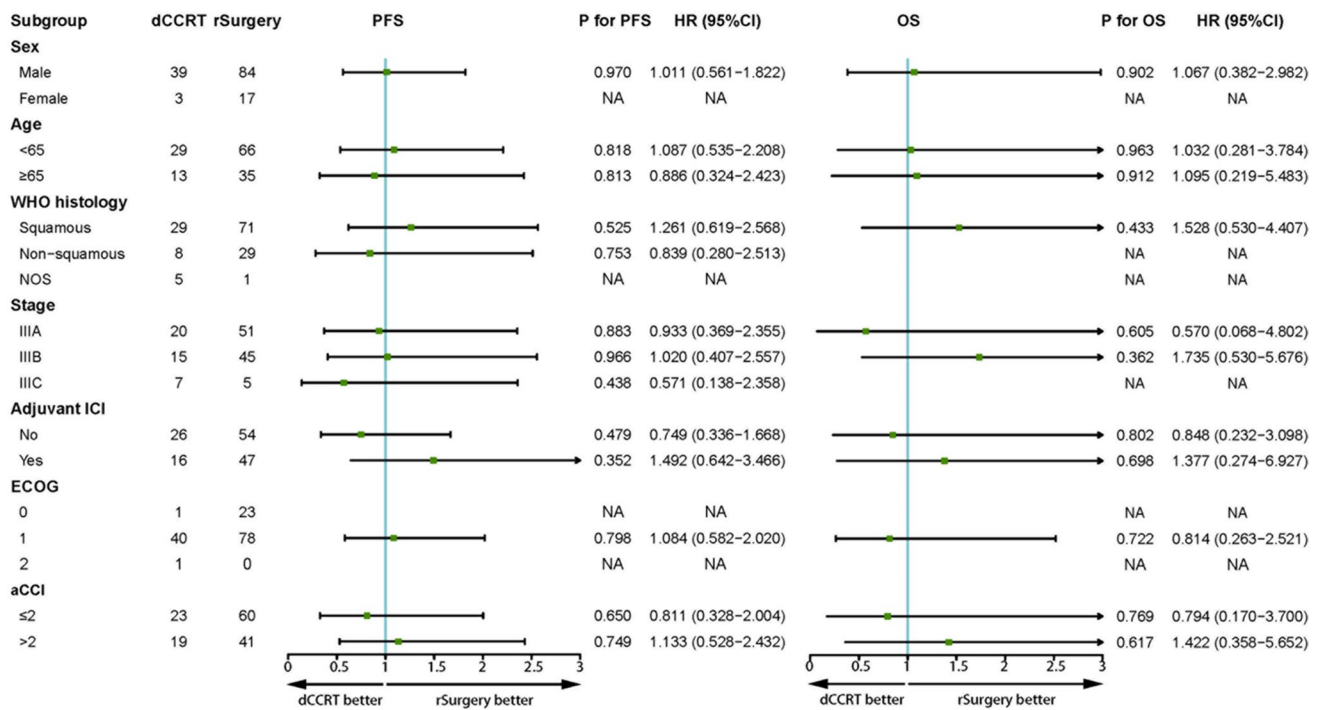 Subgroup dCCRT rSurgery PFS P for PFS HR (95%CI) OS P for OS HR (95%CI)
Sex
Male 39 84 0.970 1.011 (0.561−1.822) 0.902 1.067 (0.382−2.982)
Female 3 17 NA NA NA NA
Age
<65 29 66 0.818 1.087 (0.535−2.208) 0.963 1.032 (0.281−3.784)
≥65 13 35 0.813 0.886 (0.324−2.423) 0.912 1.095 (0.219−5.483)
WHO histology
Squamous 29 71 0.525 1.261 (0.619−2.568) 0.433 1.528 (0.530−4.407)
Non−squamous 8 29 0.753 0.839 (0.280−2.513) NA NA
NOS 5 1 NA NA NA NA
Stage
IIIA 20 51 0.883 0.933 (0.369−2.355) 0.605 0.570 (0.068−4.802)
IIIB 15 45 0.966 1.020 (0.407−2.557) 0.362 1.735 (0.530−5.676)
IIIC 7 5 0.438 0.571 (0.138−2.358) NA NA
Adjuvant ICI
No 26 54 0.479 0.749 (0.336−1.668) 0.802 0.848 (0.232−3.098)
Yes 16 47 0.352 1.492 (0.642−3.466) 0.698 1.377 (0.274−6.927)
ECOG
0 1 23 NA NA NA NA
1 40 78 0.798 1.084 (0.582−2.020) 0.722 0.814 (0.263−2.521)
2 1 0 NA NA NA NA
aCCI
≤2 23 60 0.650 0.811 (0.328−2.004) 0.769 0.794 (0.170−3.700)
>2 19 41 0.749 1.133 (0.528−2.432) 0.617 1.422 (0.358−5.652)
0 0.5 1 1.5 2 2.5 3 0 0.5 1 1.5 2 2.5 3
dCCRT better rSurgery better dCCRT better rSurgery better